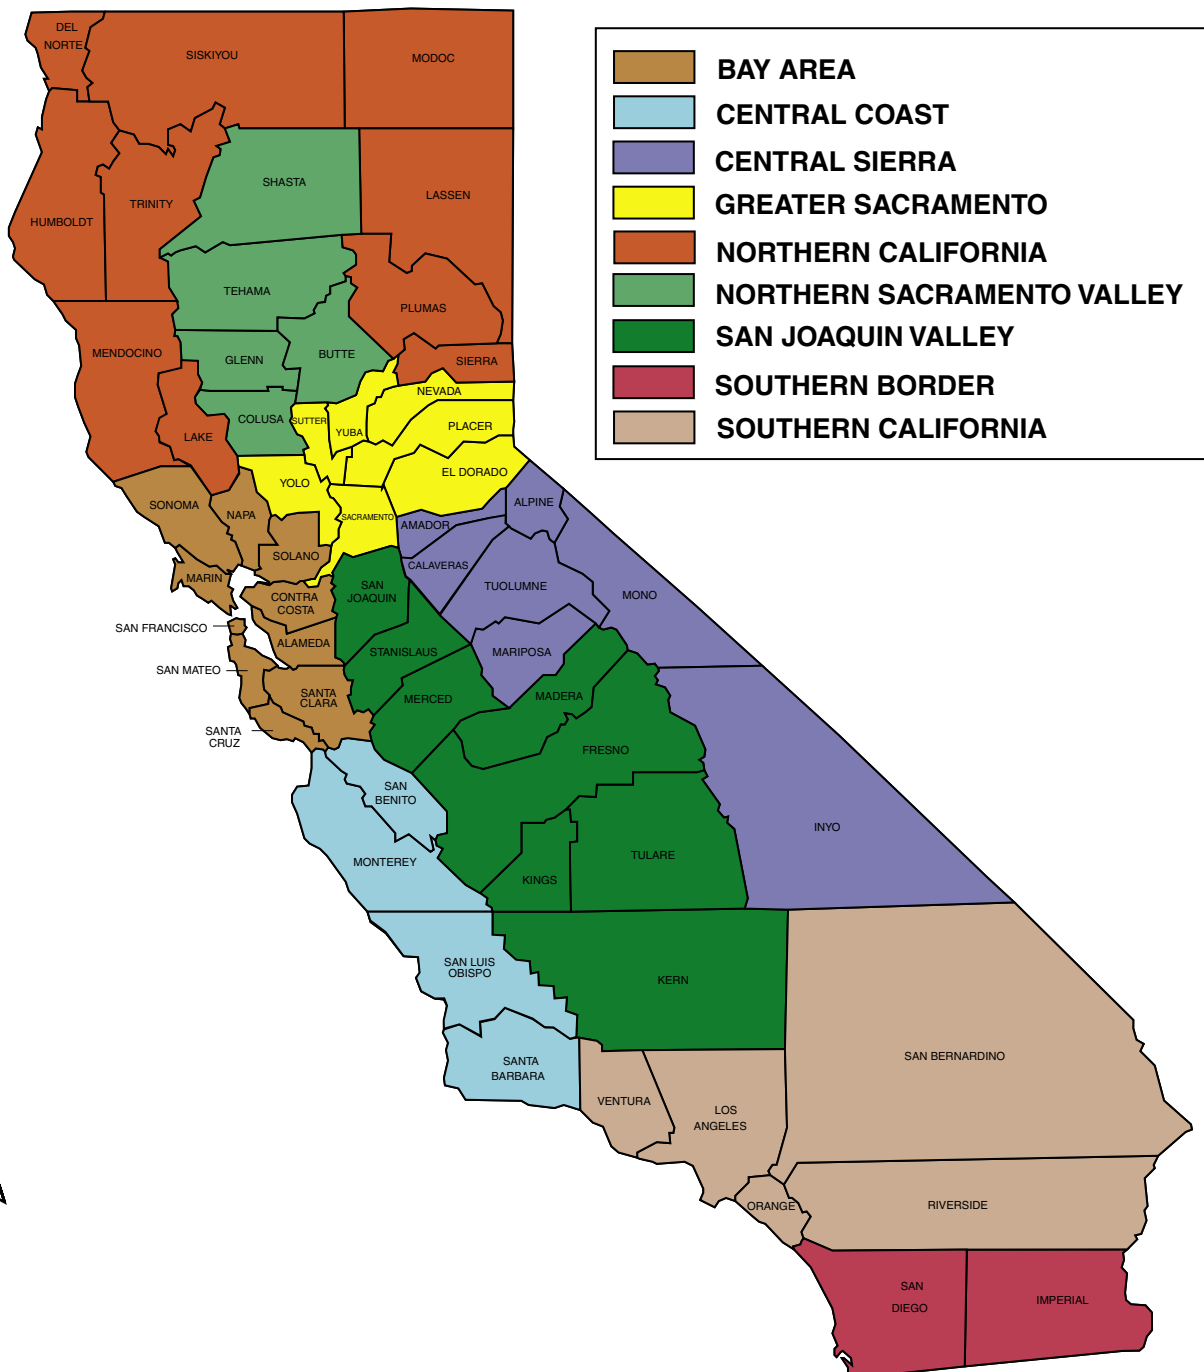 DEL
NORTE
SISKIYOU
MODOC
SHASTA
LASSEN
TRINITY
HUMBOLDT
TEHAMA
PLUMAS
MENDOCINO
GLENN
BUTTE
SIERRA
NEVADA
COLUSA
SUTTER
YUBA
PLACER
LAKE
EL DORADO
YOLO
SONOMA
NAPA
SACRAMENTO
ALPINE
AMADOR
SOLANO
CALAVERAS
MARIN
SAN
JOAQUIN
TUOLUMNE
MONO
CONTRA
COSTA
SAN FRANCISCO
ALAMEDA
STANISLAUS
MARIPOSA
SAN MATEO
SANTA
CLARA
MERCED
MADERA
SANTA
CRUZ
FRESNO
SAN
BENITO
INYO
MONTEREY
TULARE
KINGS
SAN LUIS
OBISPO
KERN
SAN BERNARDINO
SANTA
BARBARA
VENTURA
LOS
ANGELES
ORANGE
RIVERSIDE
SAN
DIEGO
IMPERIAL
BAY AREA
CENTRAL COAST
CENTRAL SIERRA
GREATER SACRAMENTO
NORTHERN CALIFORNIA
NORTHERN SACRAMENTO VALLEY
SAN JOAQUIN VALLEY
SOUTHERN BORDER
SOUTHERN CALIFORNIA